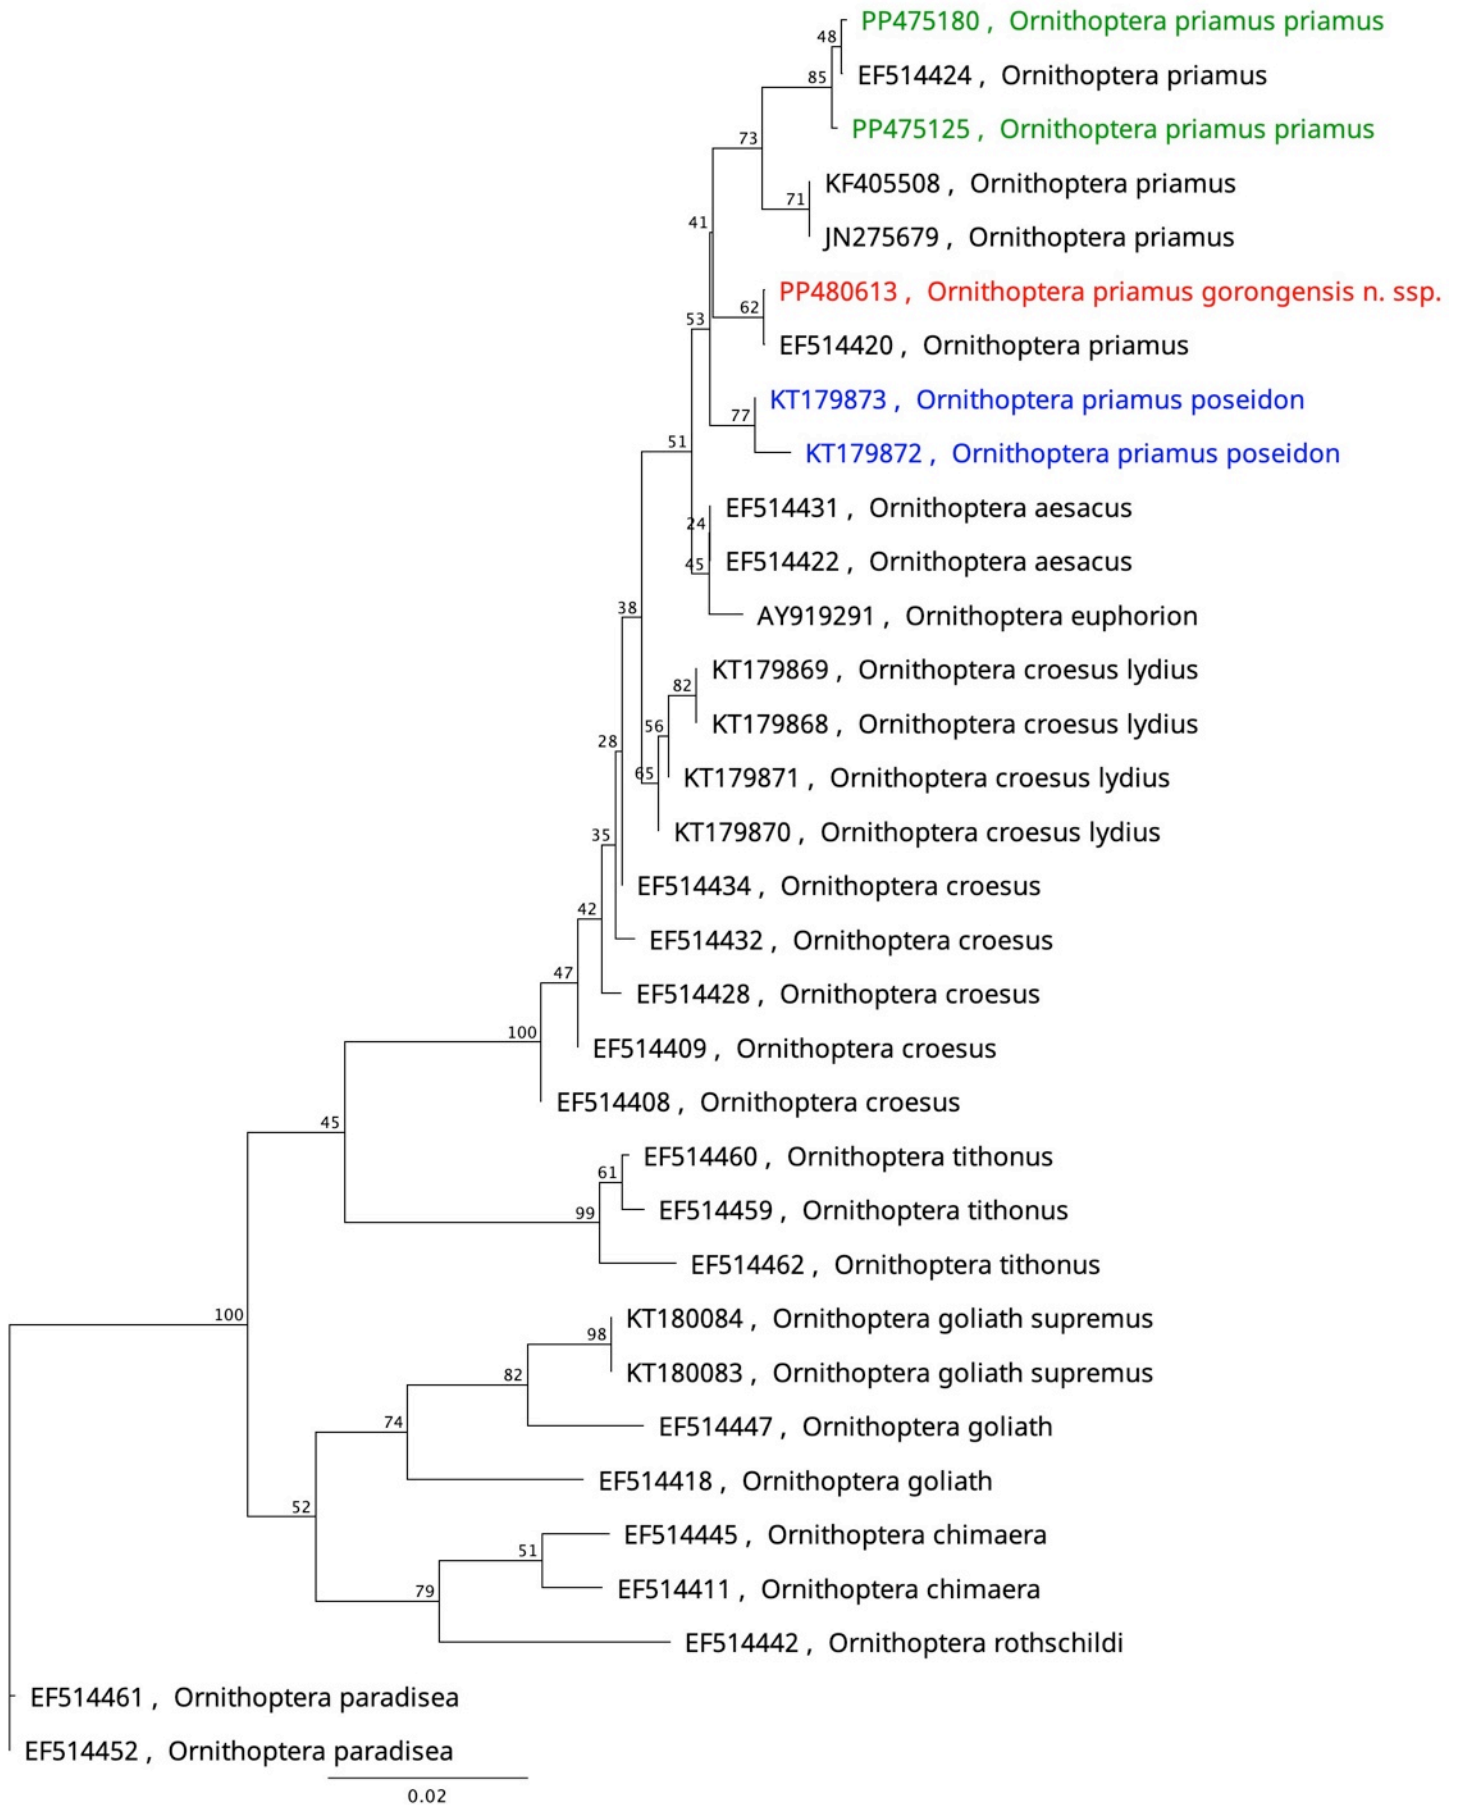 PP475180 , Ornithoptera priamus priamus
48
EF514424 , Ornithoptera priamus
85
PP475125 , Ornithoptera priamus priamus
73
KF405508 , Ornithoptera priamus
71
JN275679 , Ornithoptera priamus
41
PP480613 , Ornithoptera priamus gorongensis n. ssp.
62
53
EF514420 , Ornithoptera priamus
KT179873 , Ornithoptera priamus poseidon
77
51
KT179872 , Ornithoptera priamus poseidon
EF514431 , Ornithoptera aesacus
24
EF514422 , Ornithoptera aesacus
45
38
AY919291 , Ornithoptera euphorion
KT179869 , Ornithoptera croesus lydius
82
KT179868 , Ornithoptera croesus lydius
56
28
65
KT179871 , Ornithoptera croesus lydius
35
KT179870 , Ornithoptera croesus lydius
EF514434 , Ornithoptera croesus
42
EF514432 , Ornithoptera croesus
47
EF514428 , Ornithoptera croesus
100
EF514409 , Ornithoptera croesus
EF514408 , Ornithoptera croesus
45
EF514460 , Ornithoptera tithonus
61
EF514459 , Ornithoptera tithonus
99
EF514462 , Ornithoptera tithonus
100
KT180084 , Ornithoptera goliath supremus
98
KT180083 , Ornithoptera goliath supremus
82
74
EF514447 , Ornithoptera goliath
EF514418 , Ornithoptera goliath
52
EF514445 , Ornithoptera chimaera
51
EF514411 , Ornithoptera chimaera
79
EF514442 , Ornithoptera rothschildi
EF514461 , Ornithoptera paradisea
EF514452 , Ornithoptera paradisea
0.02